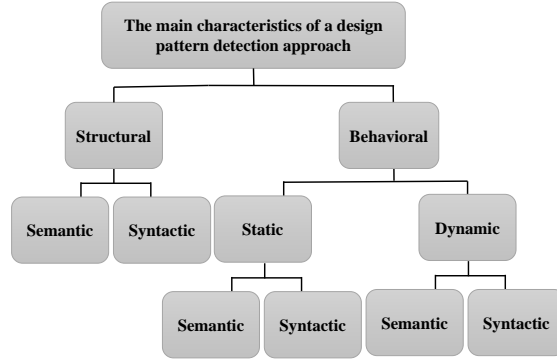 The main characteristics of a design
pattern detection approach
Structural
Behavioral
Semantic
Syntactic
Static
Dynamic
Semantic
Syntactic
Semantic
Syntactic